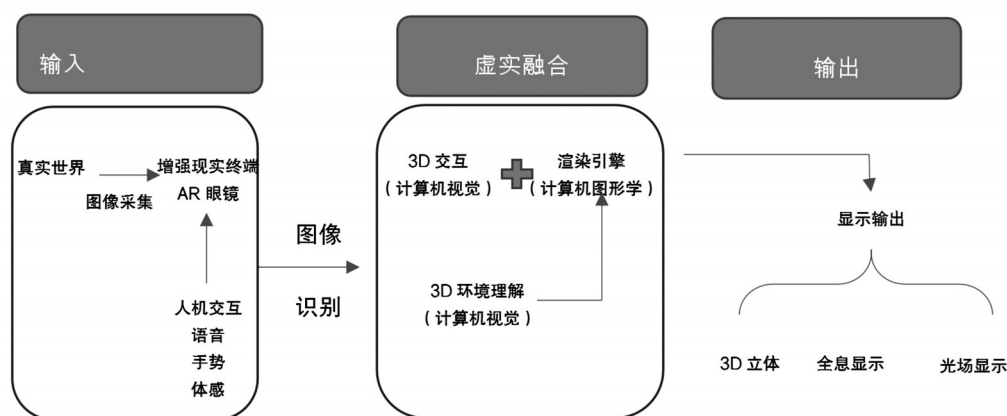 输入
虚实融合
输出
真实世界
图像采集
增强现实终端
AR 眼镜
人机交互
语音
手势
体感
图像
识别
3D 交互
(计算机视觉)
渲染引擎
(计算机图形学)
3D 环境理解
(计算机视觉)
显示输出
3D 立体
全息显示
光场显示